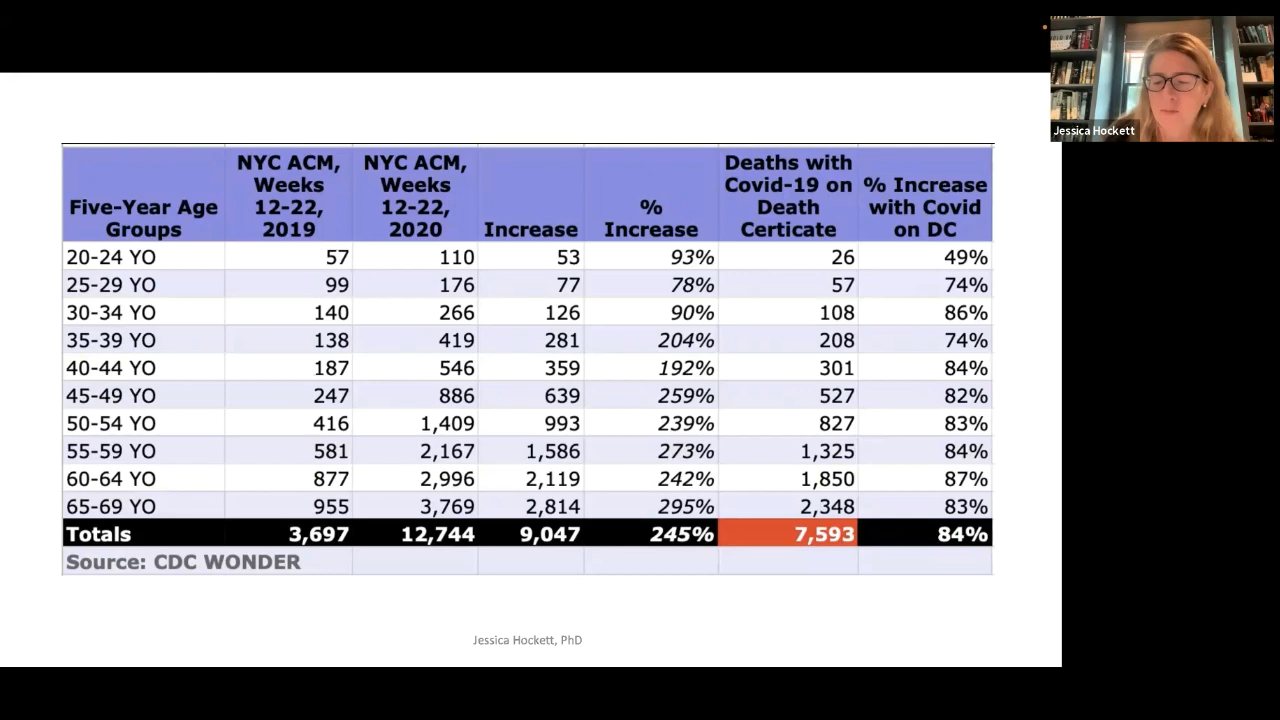 Jessica Hockett
Five-Year Age Groups NYC ACM, Weeks 12-22, 2019 NYC ACM, Weeks 12-22, 2020 Increase % Increase Deaths with Covid-19 on Death Certicate % Increase with Covid on DC
20-24 YO 57 110 53 93% 26 49%
25-29 YO 99 176 77 78% 57 74%
30-34 YO 140 266 126 90% 108 86%
35-39 YO 138 419 281 204% 208 74%
40-44 YO 187 546 359 192% 301 84%
45-49 YO 247 886 639 259% 527 82%
50-54 YO 416 1,409 993 239% 827 83%
55-59 YO 581 2,167 1,586 273% 1,325 84%
60-64 YO 877 2,996 2,119 242% 1,850 87%
65-69 YO 955 3,769 2,814 295% 2,348 83%
Totals 3,697 12,744 9,047 245% 7,593 84%
Source: CDC WONDER
Jessica Hockett, PhD